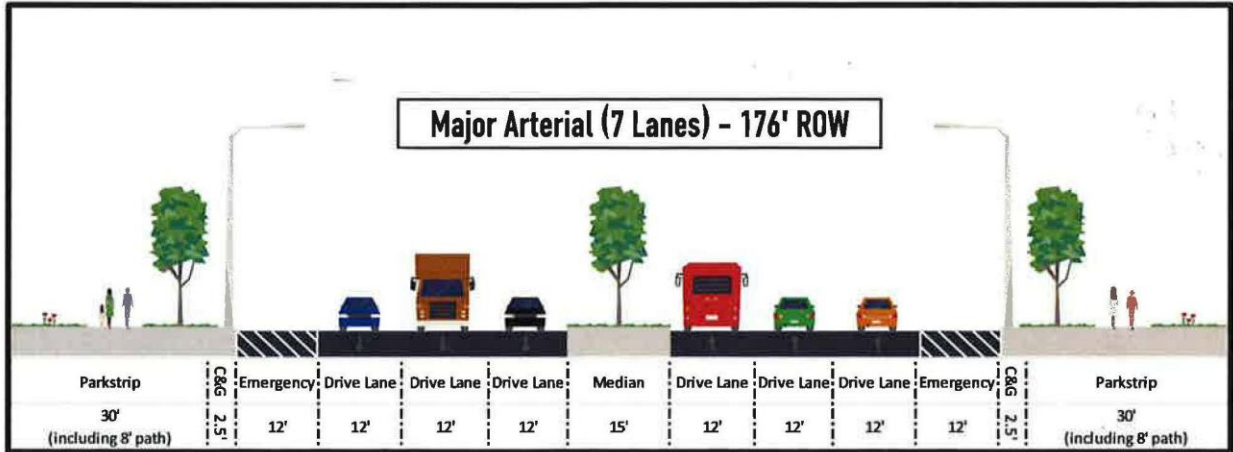 Major Arterial (7 Lanes) - 176' ROW
Parkstrip
C&G
Emergency
Drive Lane
Drive Lane
Drive Lane
Median
Drive Lane
Drive Lane
Drive Lane
Emergency
C&G
Parkstrip
30'
(including 8' path)
2.5'
12'
12'
12'
12'
15'
12'
12'
12'
12'
2.5'
30'
(including 8' path)